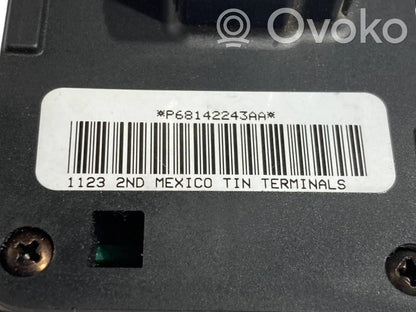 Ovoko
*P68142243AA*
1123 2ND MEXICO TIN TERMINALS